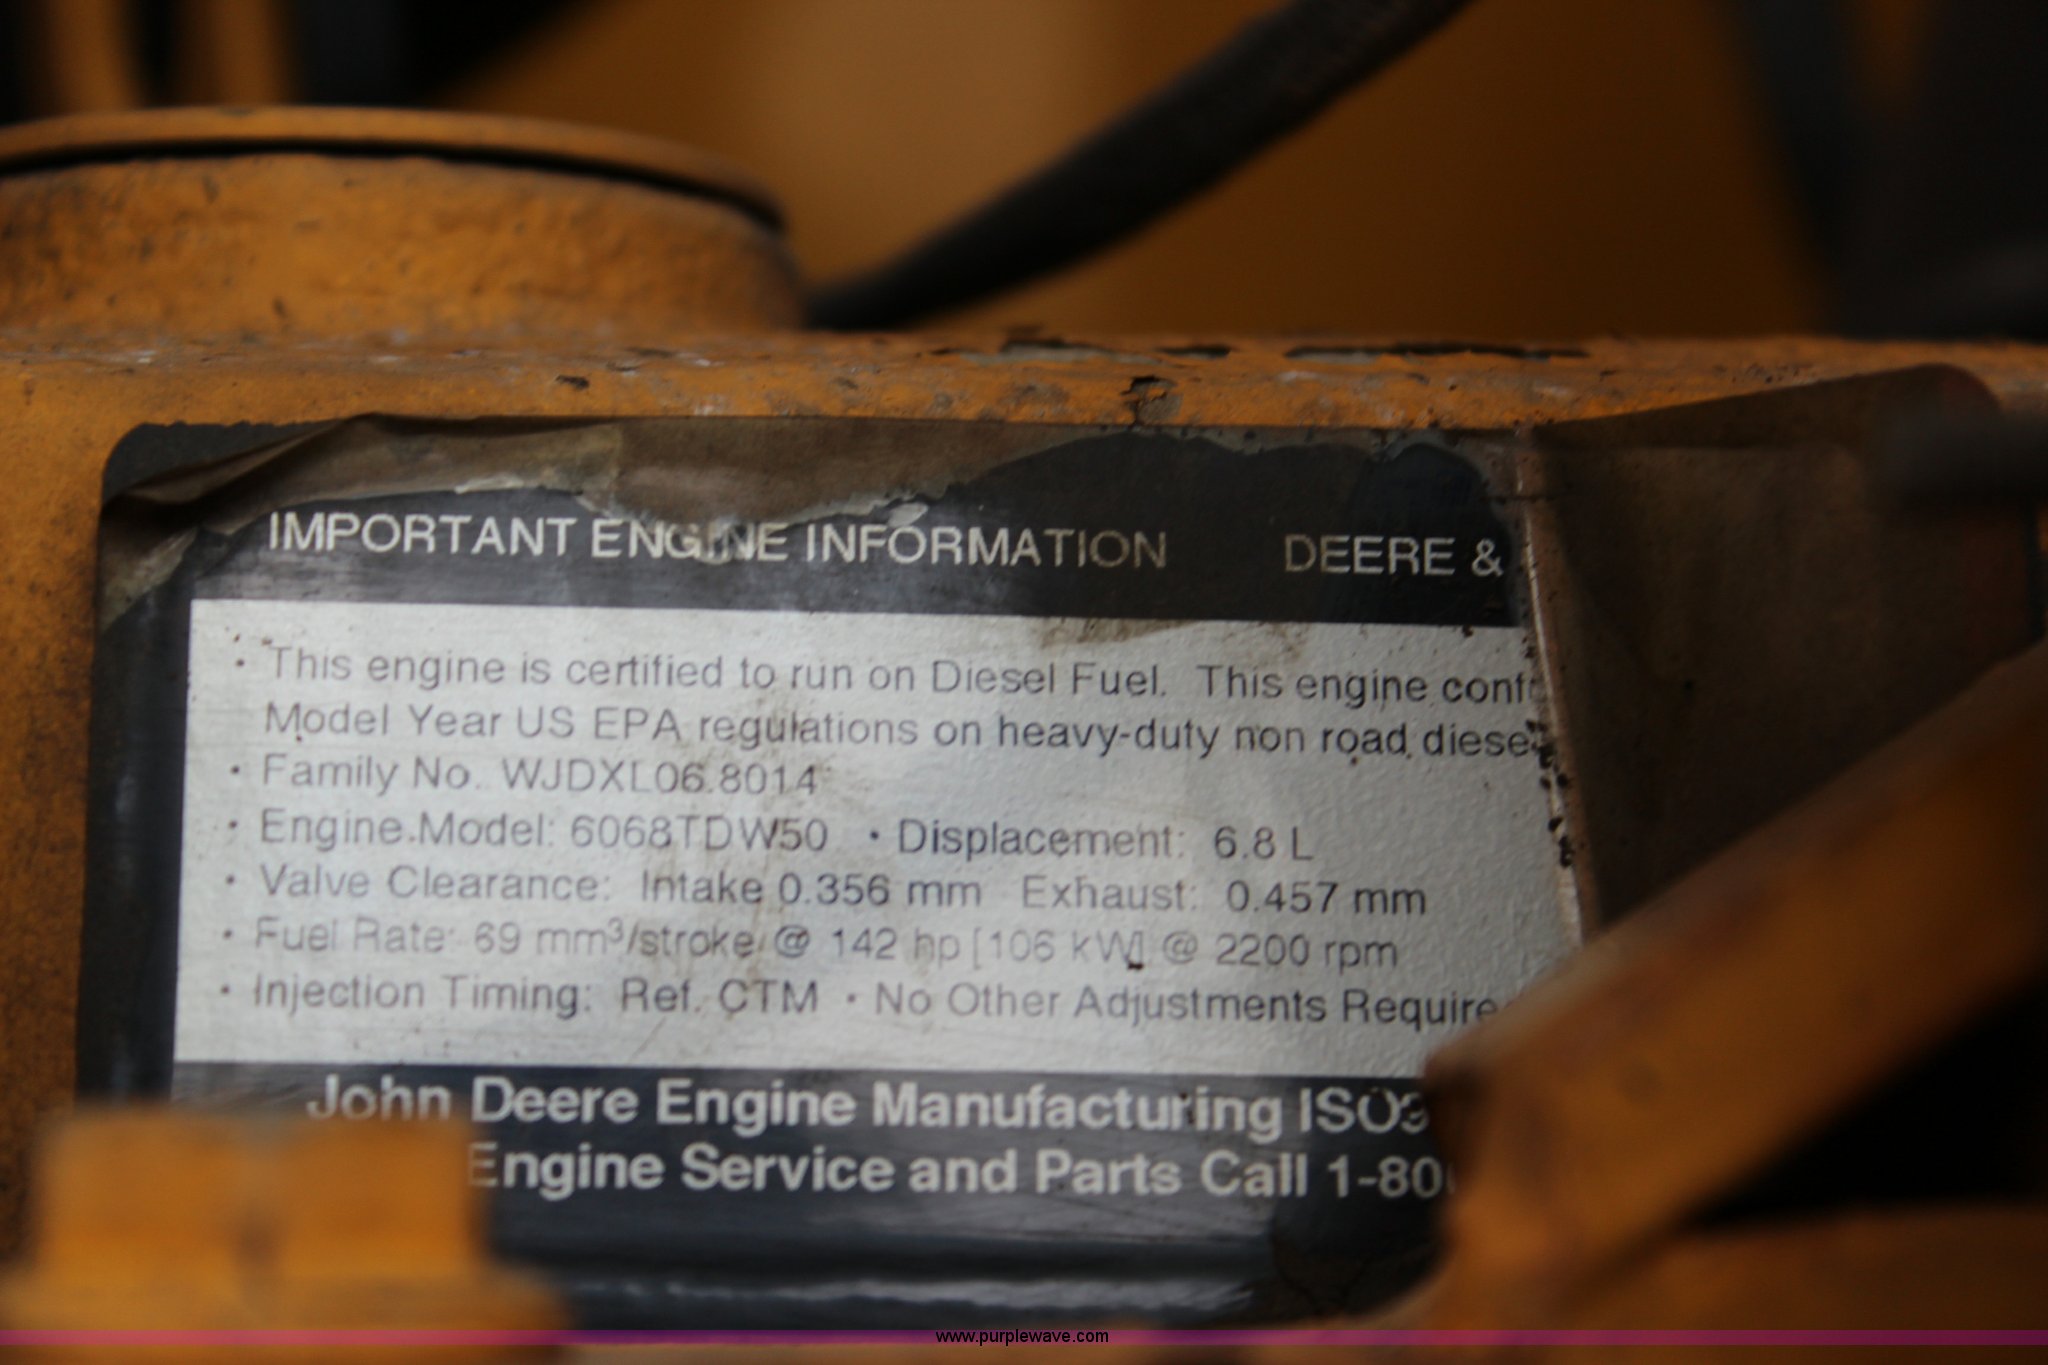 IMPORTANT ENGINE INFORMATION DEERE &
• This engine is certified to run on Diesel Fuel. This engine conf
Model Year US EPA regulations on heavy-duty non road diese
• Family No. WJDXL06.8014
• Engine Model: 6068TDW50 • Displacement: 6.8 L
• Valve Clearance: Intake 0.356 mm Exhaust: 0.457 mm
• Fuel Rate: 69 mm³/stroke @ 142 hp [106 kW] @ 2200 rpm
• Injection Timing: Ref. CTM • No Other Adjustments Require
John Deere Engine Manufacturing ISO9
Engine Service and Parts Call 1-800
www.purplewave.com